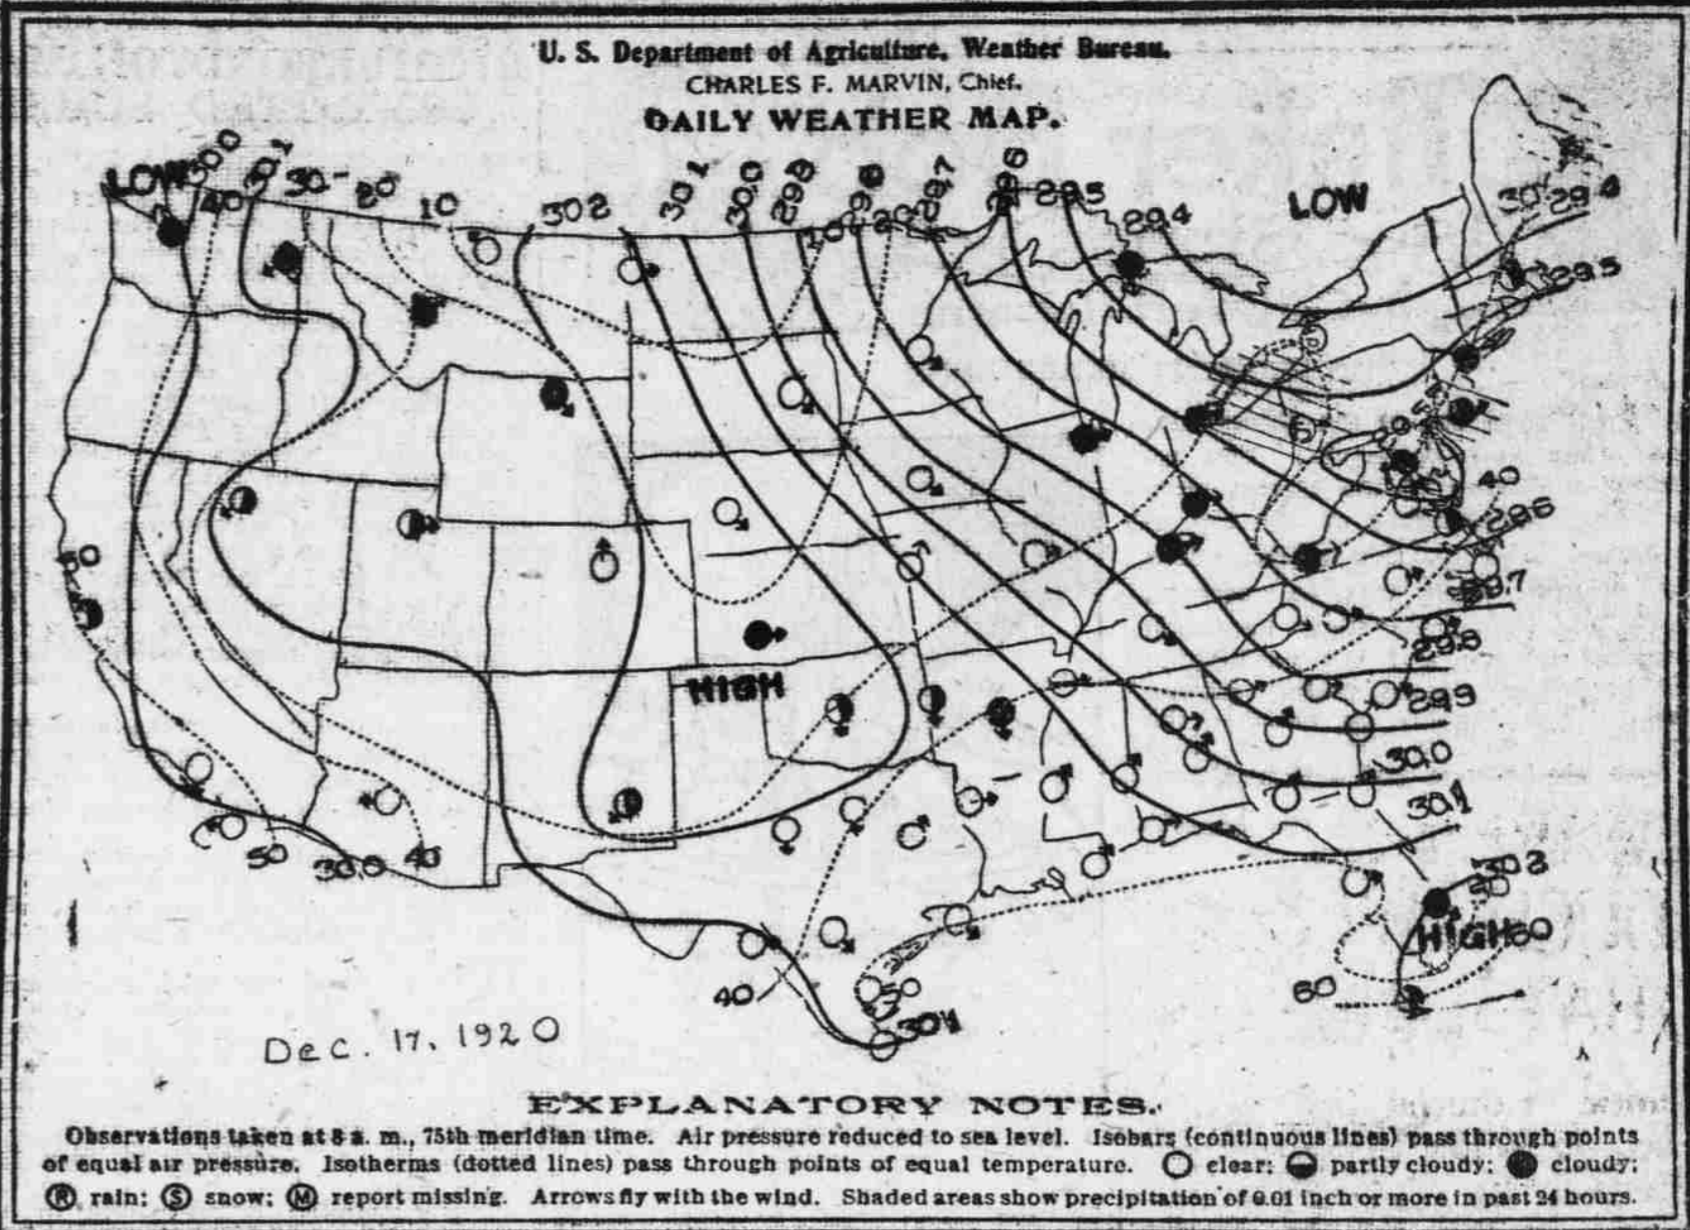 U. S. Department of Agriculture, Weather Bureau.
CHARLES F. MARVIN, Chief.
DAILY WEATHER MAP.
LOW 30.0 30.1 30 20 10 30.2 30.1 30.0 29.9 29.8 29.7 29.6 29.5 29.4 LOW 30 29.4
40 10 20
29.5
40
29.6
50
29.7
29.8
HIGH
29.9
30.0
30.1
50 30.0 40
30.2
50
HIGH 60
40 50 60
30.1
Dec. 17, 1920
EXPLANATORY NOTES.
Observations taken at 8 a. m., 75th meridian time. Air pressure reduced to sea level. Isobars (continuous lines) pass through points
of equal air pressure. Isotherms (dotted lines) pass through points of equal temperature. ○ clear; ◒ partly cloudy; ● cloudy;
Ⓡ rain; Ⓢ snow; Ⓜ report missing. Arrows fly with the wind. Shaded areas show precipitation of 0.01 inch or more in past 24 hours.